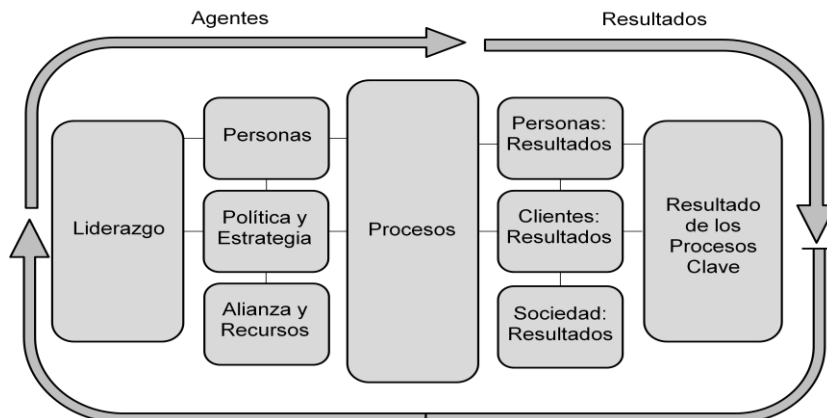 Agentes
Resultados
Liderazgo
Personas
Política y
Estrategia
Alianza y
Recursos
Procesos
Personas:
Resultados
Clientes:
Resultados
Sociedad:
Resultados
Resultado
de los
Procesos
Clave